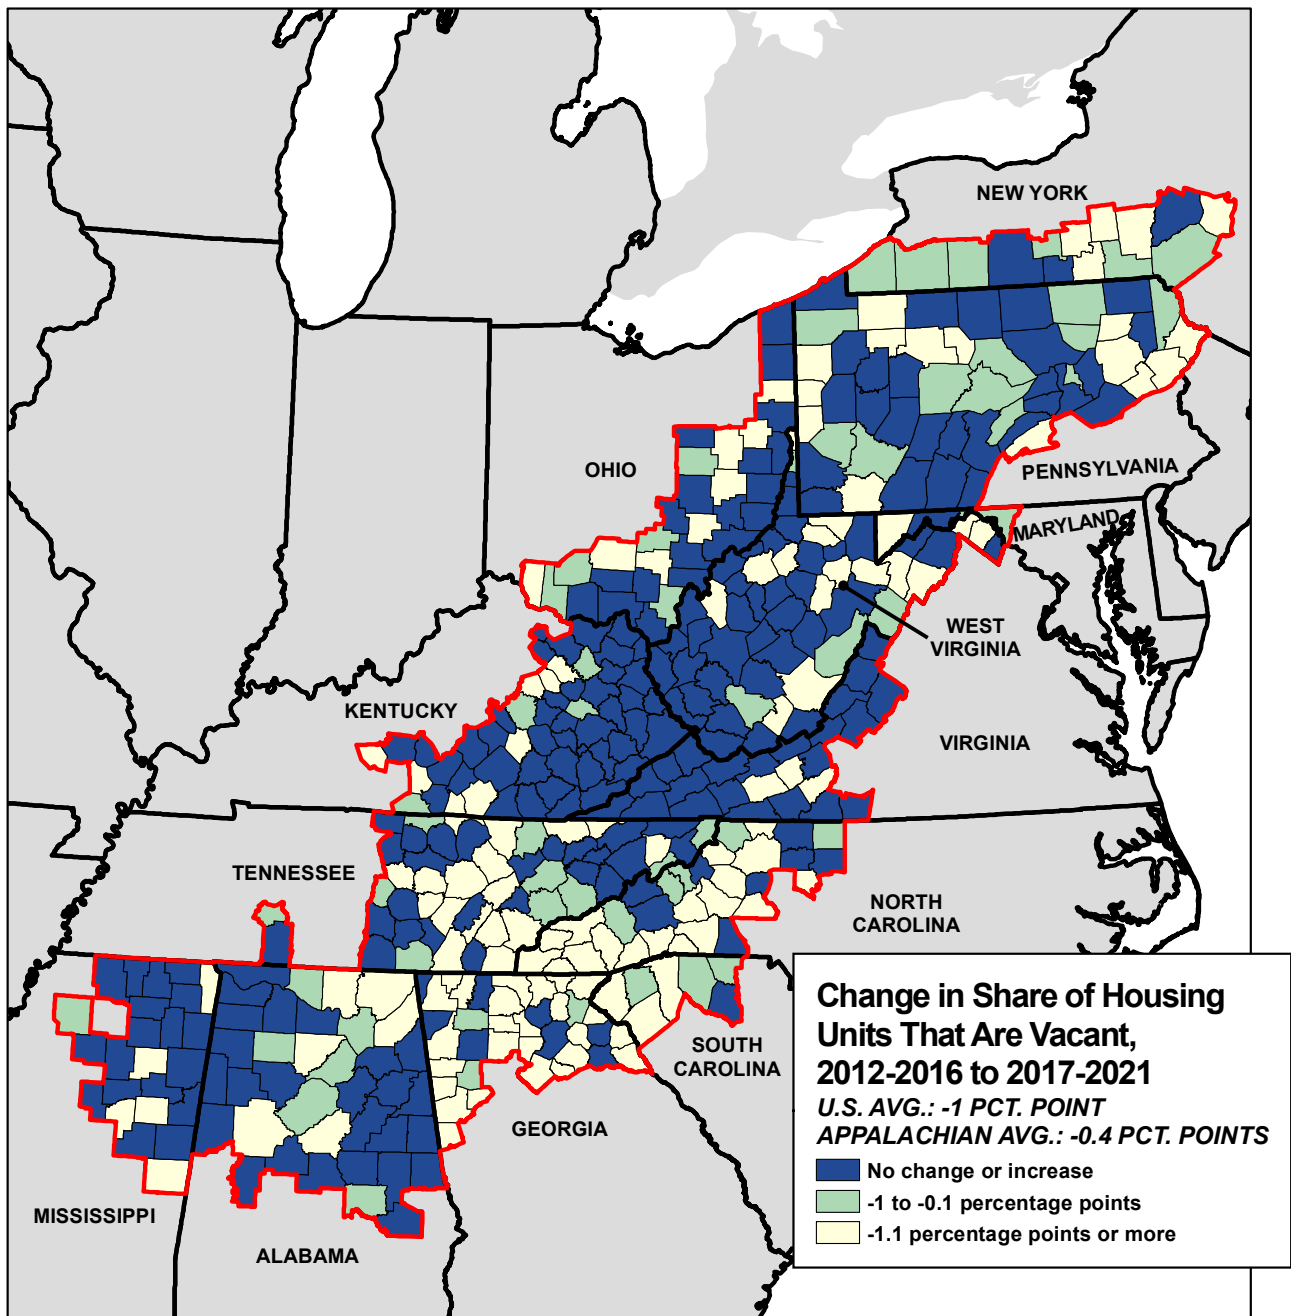 NEW YORK
OHIO
PENNSYLVANIA
MARYLAND
WEST
VIRGINIA
KENTUCKY
VIRGINIA
TENNESSEE
NORTH
CAROLINA
Change in Share of Housing
Units That Are Vacant,
2012-2016 to 2017-2021
U.S. AVG.: -1 PCT. POINT
APPALACHIAN AVG.: -0.4 PCT. POINTS
No change or increase
-1 to -0.1 percentage points
-1.1 percentage points or more
SOUTH
CAROLINA
GEORGIA
MISSISSIPPI
ALABAMA